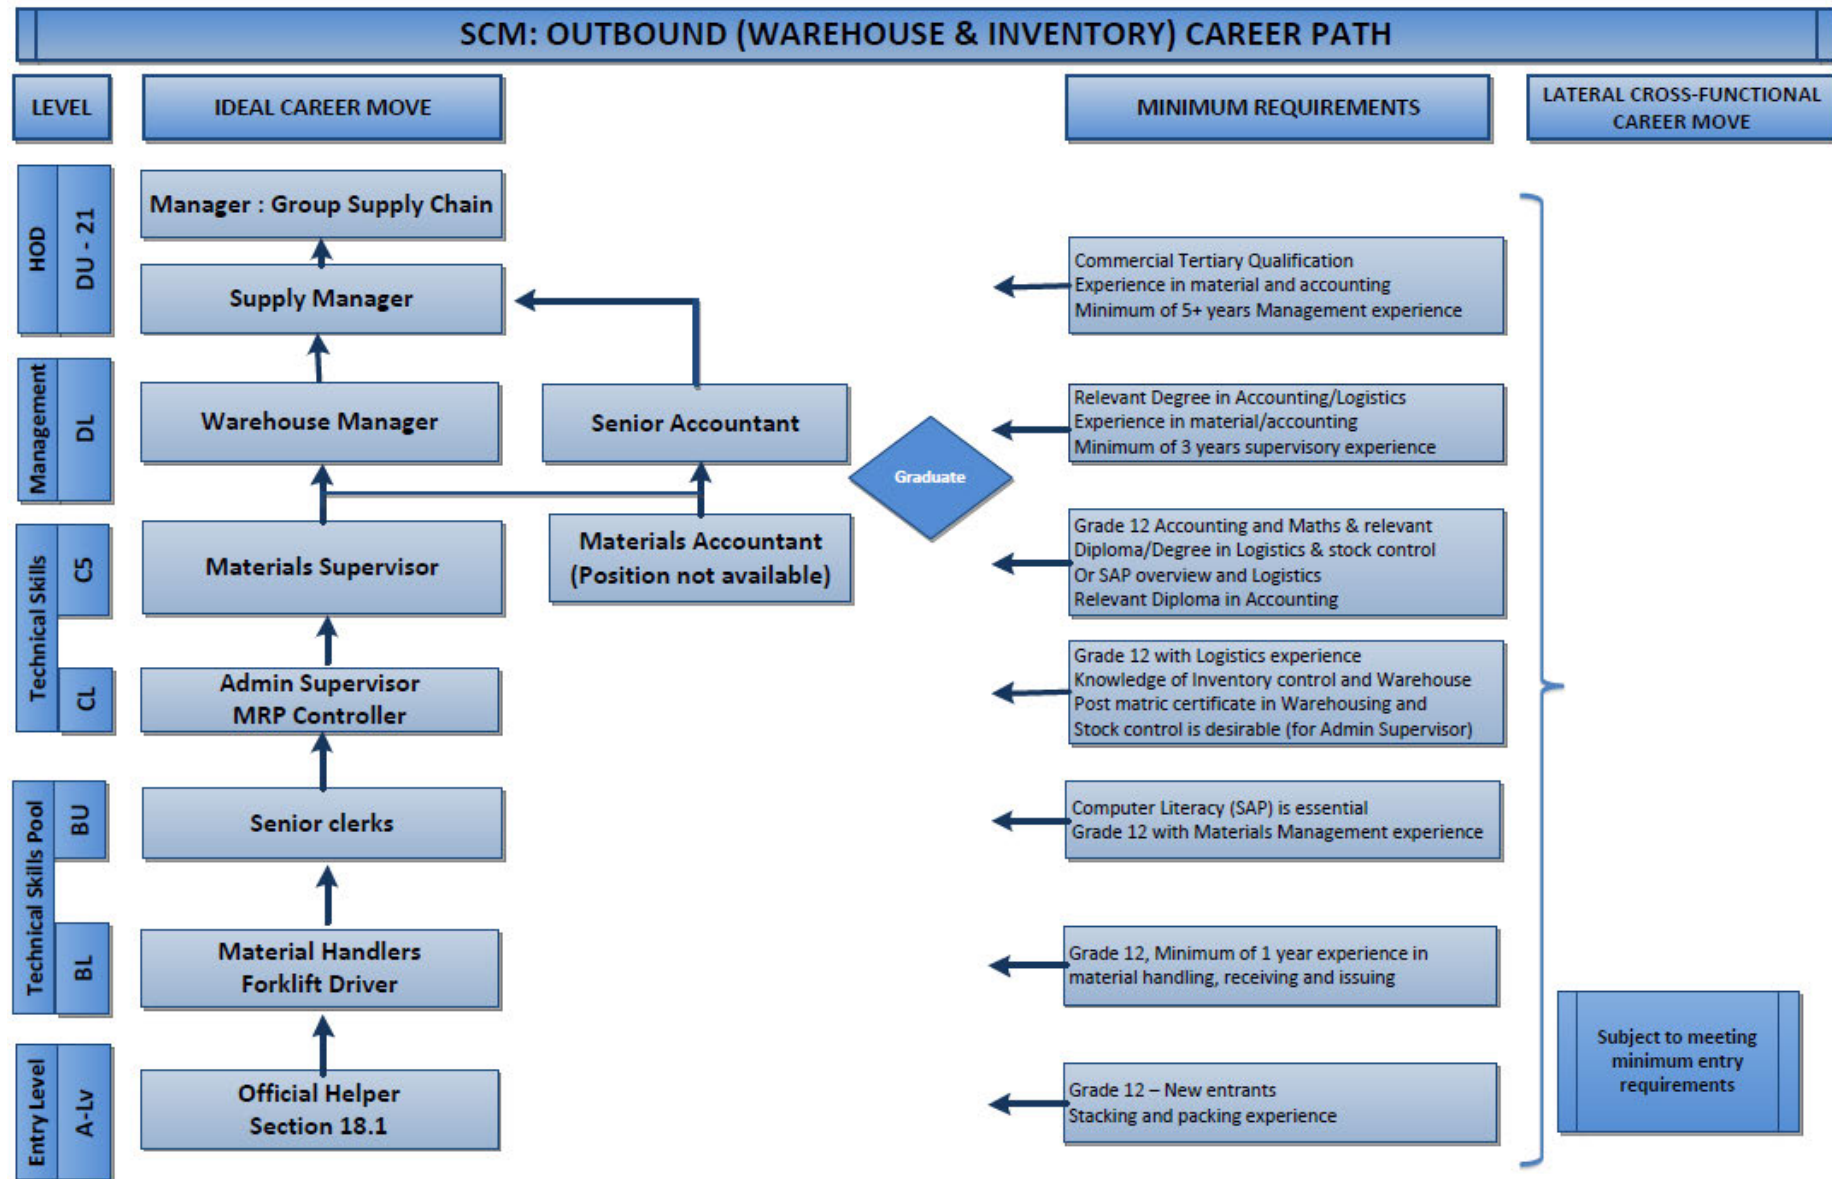 SCM: OUTBOUND (WAREHOUSE & INVENTORY) CAREER PATH
LEVEL
IDEAL CAREER MOVE
MINIMUM REQUIREMENTS
LATERAL CROSS-FUNCTIONAL
CAREER MOVE
HOD
DU - 21
Manager : Group Supply Chain
Supply Manager
Commercial Tertiary Qualification
Experience in material and accounting
Minimum of 5+ years Management experience
Management
DL
Warehouse Manager
Senior Accountant
Graduate
Relevant Degree in Accounting/Logistics
Experience in material/accounting
Minimum of 3 years supervisory experience
Technical Skills
C5
Materials Supervisor
Materials Accountant
(Position not available)
Grade 12 Accounting and Maths & relevant
Diploma/Degree in Logistics & stock control
Or SAP overview and Logistics
Relevant Diploma in Accounting
CL
Admin Supervisor
MRP Controller
Grade 12 with Logistics experience
Knowledge of Inventory control and Warehouse
Post matric certificate in Warehousing and
Stock control is desirable (for Admin Supervisor)
Technical Skills Pool
BU
Senior clerks
Computer Literacy (SAP) is essential
Grade 12 with Materials Management experience
BL
Material Handlers
Forklift Driver
Grade 12, Minimum of 1 year experience in
material handling, receiving and issuing
Entry Level
A-Lv
Official Helper
Section 18.1
Grade 12 – New entrants
Stacking and packing experience
Subject to meeting
minimum entry
requirements